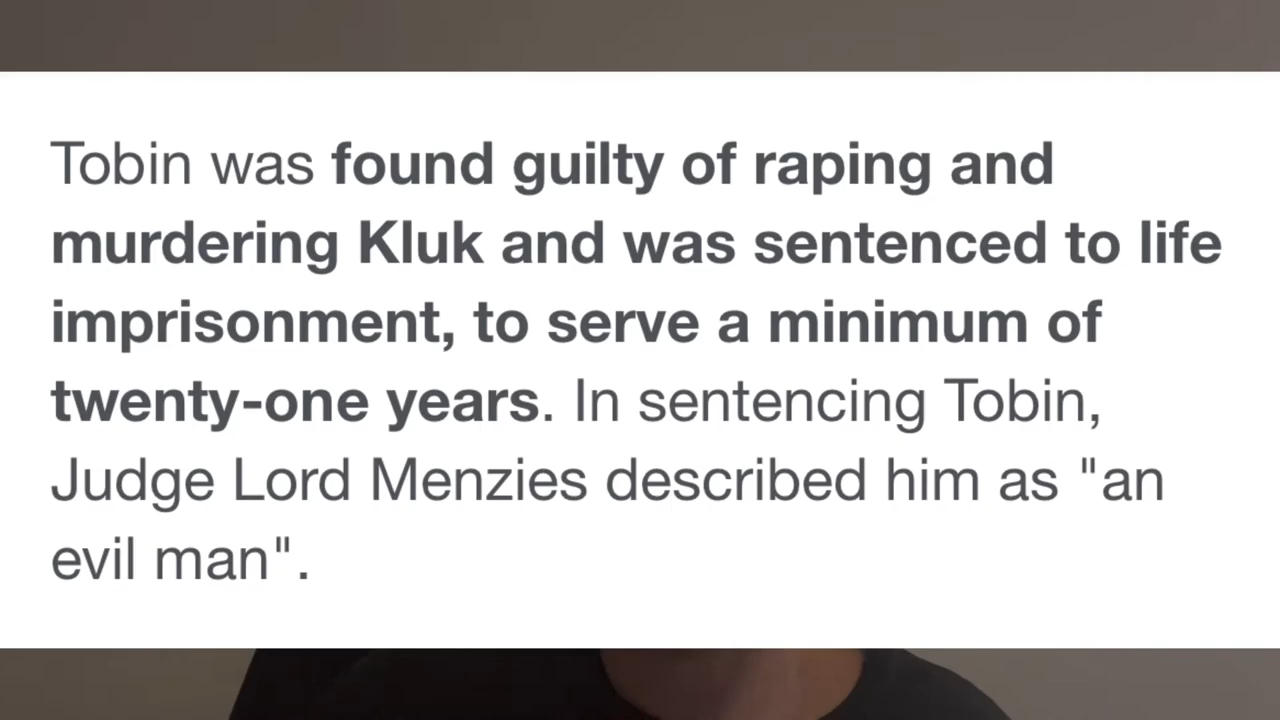 Tobin was found guilty of raping and
murdering Kluk and was sentenced to life
imprisonment, to serve a minimum of
twenty-one years. In sentencing Tobin,
Judge Lord Menzies described him as "an
evil man".